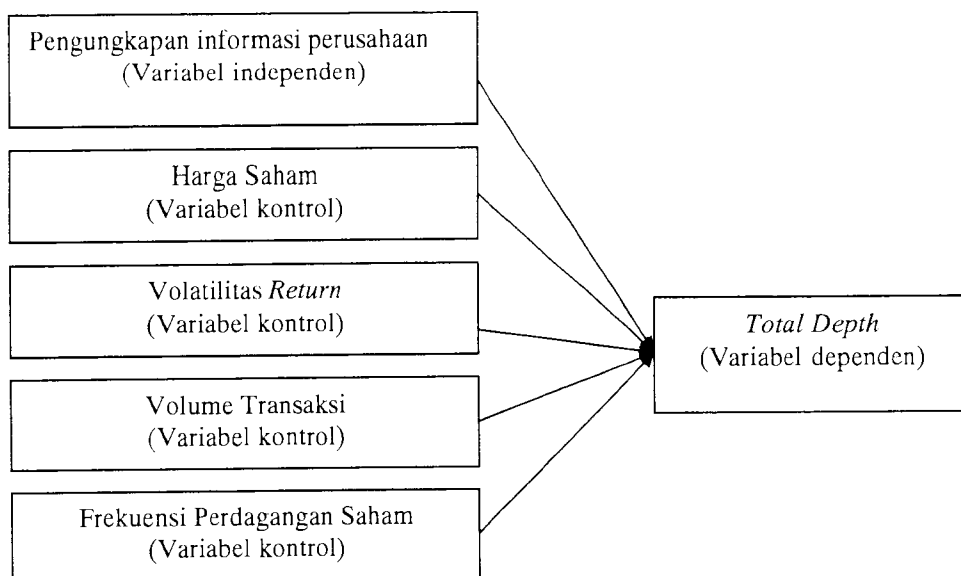 Pengungkapan informasi perusahaan
(Variabel independen)
Harga Saham
(Variabel kontrol)
Volatilitas Return
(Variabel kontrol)
Volume Transaksi
(Variabel kontrol)
Frekuensi Perdagangan Saham
(Variabel kontrol)
Total Depth
(Variabel dependen)